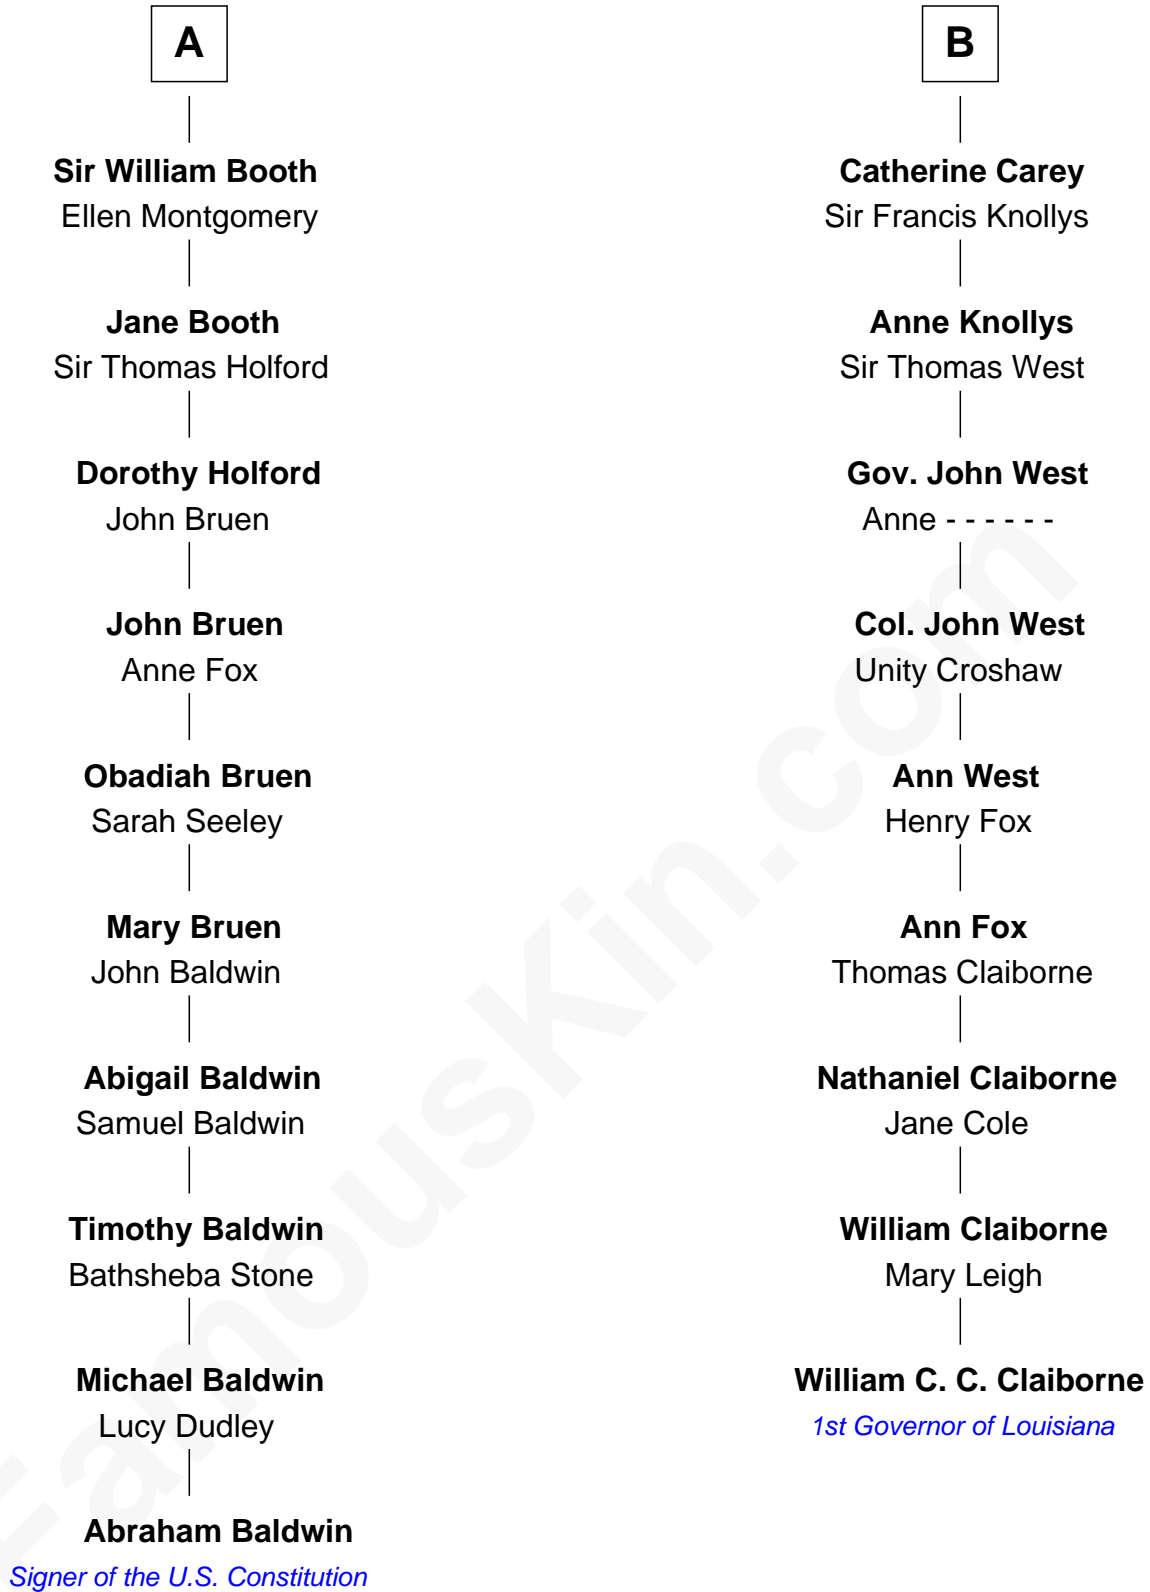 A
Sir William Booth
Ellen Montgomery
Jane Booth
Sir Thomas Holford
Dorothy Holford
John Bruen
John Bruen
Anne Fox
Obadiah Bruen
Sarah Seeley
Mary Bruen
John Baldwin
Abigail Baldwin
Samuel Baldwin
Timothy Baldwin
Bathsheba Stone
Michael Baldwin
Lucy Dudley
Abraham Baldwin
Signer of the U.S. Constitution
B
Catherine Carey
Sir Francis Knollys
Anne Knollys
Sir Thomas West
Gov. John West
Anne - - - - - -
Col. John West
Unity Croshaw
Ann West
Henry Fox
Ann Fox
Thomas Claiborne
Nathaniel Claiborne
Jane Cole
William Claiborne
Mary Leigh
William C. C. Claiborne
1st Governor of Louisiana
FamousKin.com